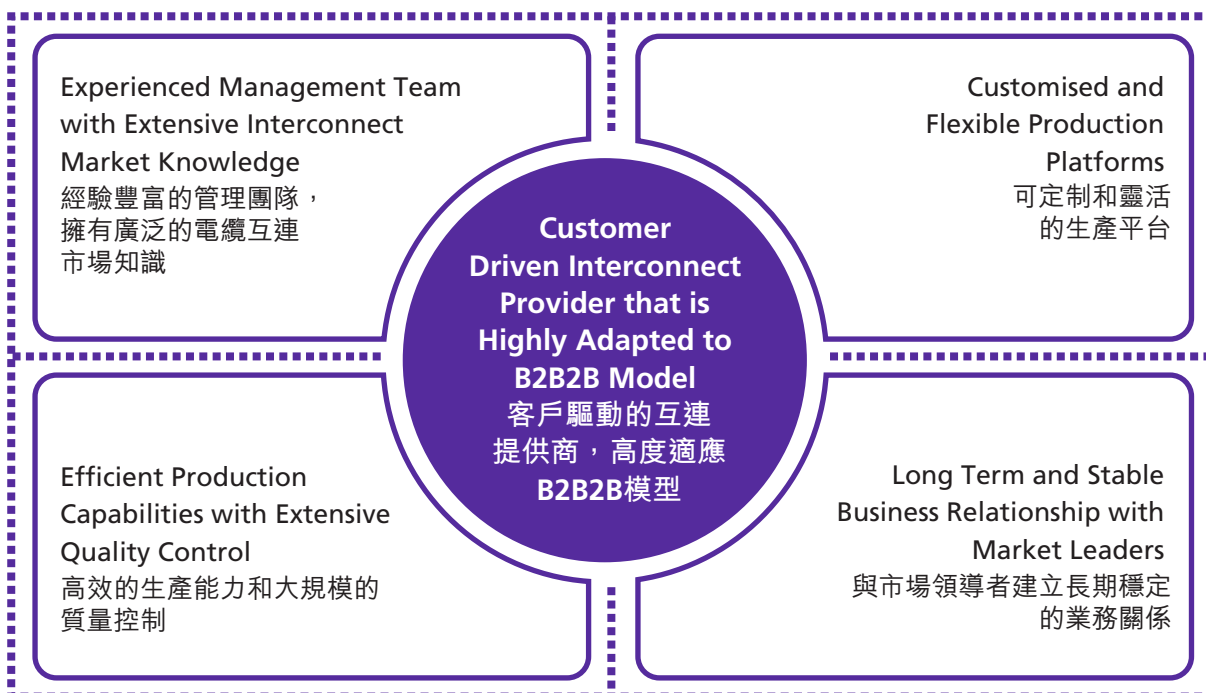 Experienced Management Team
with Extensive Interconnect
Market Knowledge
經驗豐富的管理團隊，
擁有廣泛的電纜互連
市場知識
Customised and
Flexible Production
Platforms
可定制和靈活
的生產平台
Customer
Driven Interconnect
Provider that is
Highly Adapted to
B2B2B Model
客戶驅動的互連
提供商，高度適應
B2B2B模型
Efficient Production
Capabilities with Extensive
Quality Control
高效的生產能力和大規模的
質量控制
Long Term and Stable
Business Relationship with
Market Leaders
與市場領導者建立長期穩定
的業務關係